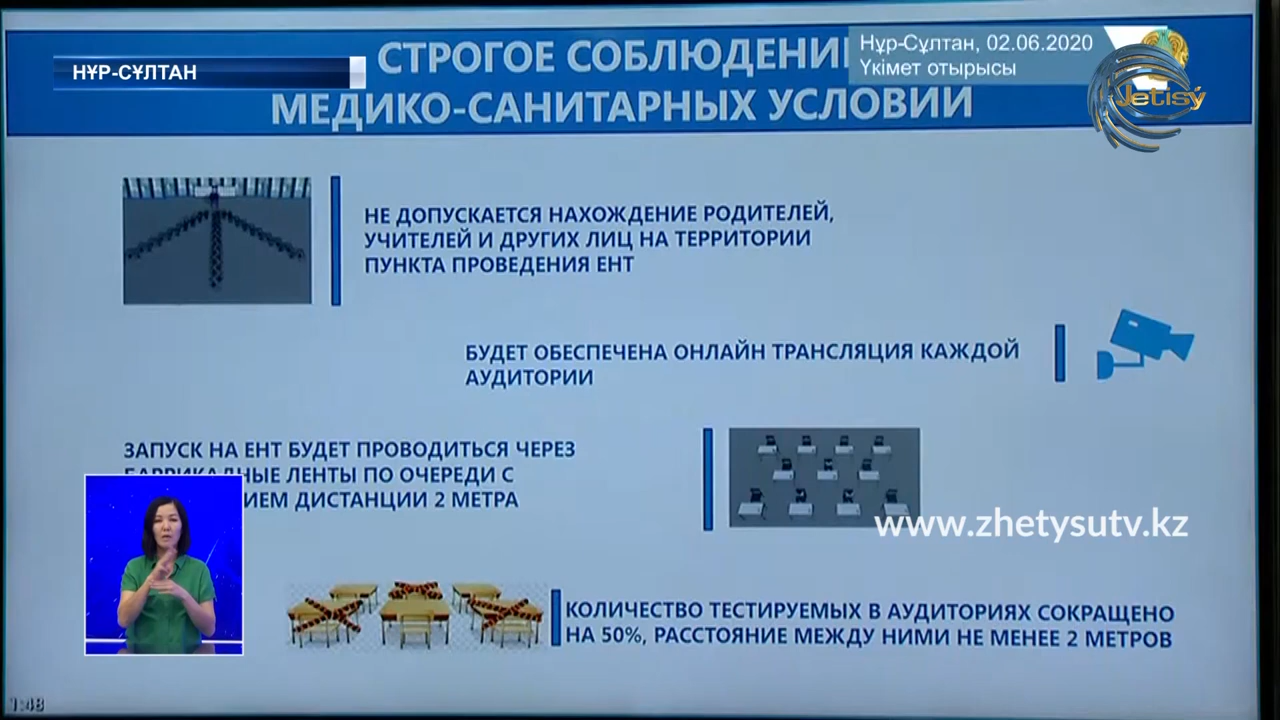 НҰР-СҰЛТАН
СТРОГОЕ СОБЛЮДЕНИ
МЕДИКО-САНИТАРНЫХ УСЛОВИИ
Нұр-Сұлтан, 02.06.2020
Үкімет отырысы
Jetisý
НЕ ДОПУСКАЕТСЯ НАХОЖДЕНИЕ РОДИТЕЛЕЙ,
УЧИТЕЛЕЙ И ДРУГИХ ЛИЦ НА ТЕРРИТОРИИ
ПУНКТА ПРОВЕДЕНИЯ ЕНТ
БУДЕТ ОБЕСПЕЧЕНА ОНЛАЙН ТРАНСЛЯЦИЯ КАЖДОЙ
АУДИТОРИИ
ЗАПУСК НА ЕНТ БУДЕТ ПРОВОДИТЬСЯ ЧЕРЕЗ
БАРРИКАДНЫЕ ЛЕНТЫ ПО ОЧЕРЕДИ С
ИЕМ ДИСТАНЦИИ 2 МЕТРА
www.zhetysutv.kz
КОЛИЧЕСТВО ТЕСТИРУЕМЫХ В АУДИТОРИЯХ СОКРАЩЕНО
НА 50%, РАССТОЯНИЕ МЕЖДУ НИМИ НЕ МЕНЕЕ 2 МЕТРОВ
1:48